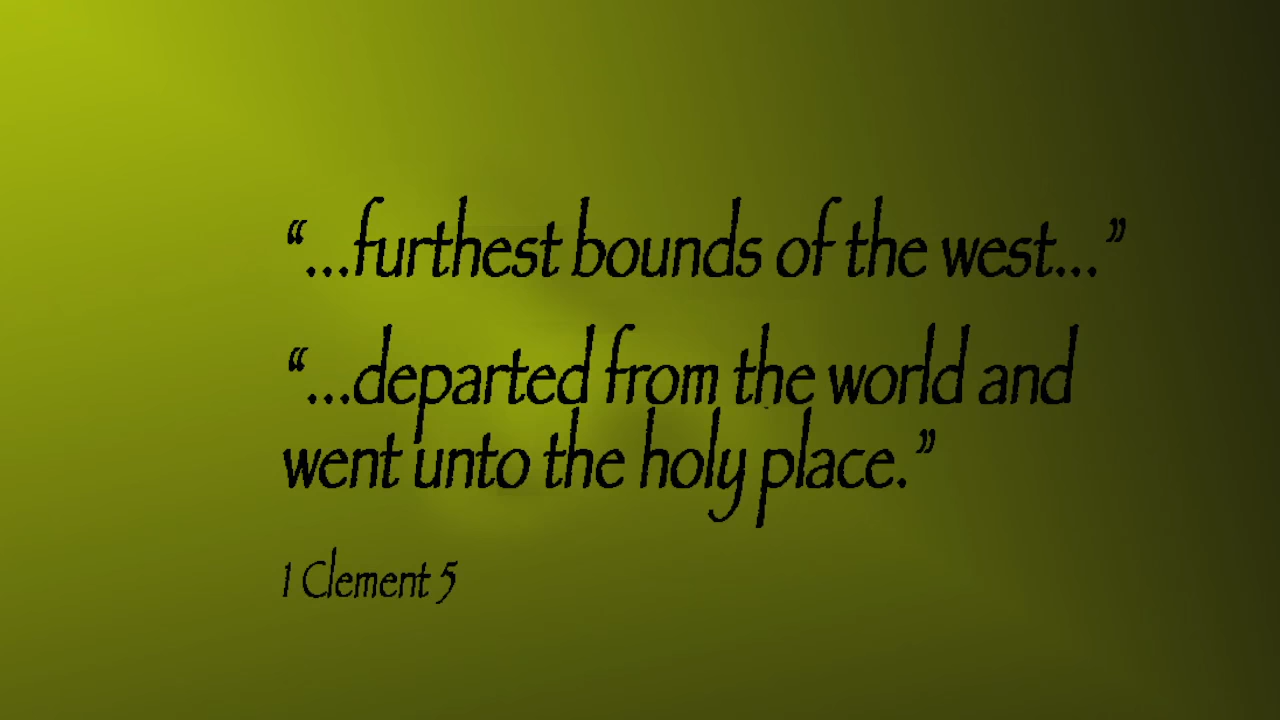 “...furthest bounds of the west...”
“...departed from the world and
went unto the holy place.”
1 Clement 5